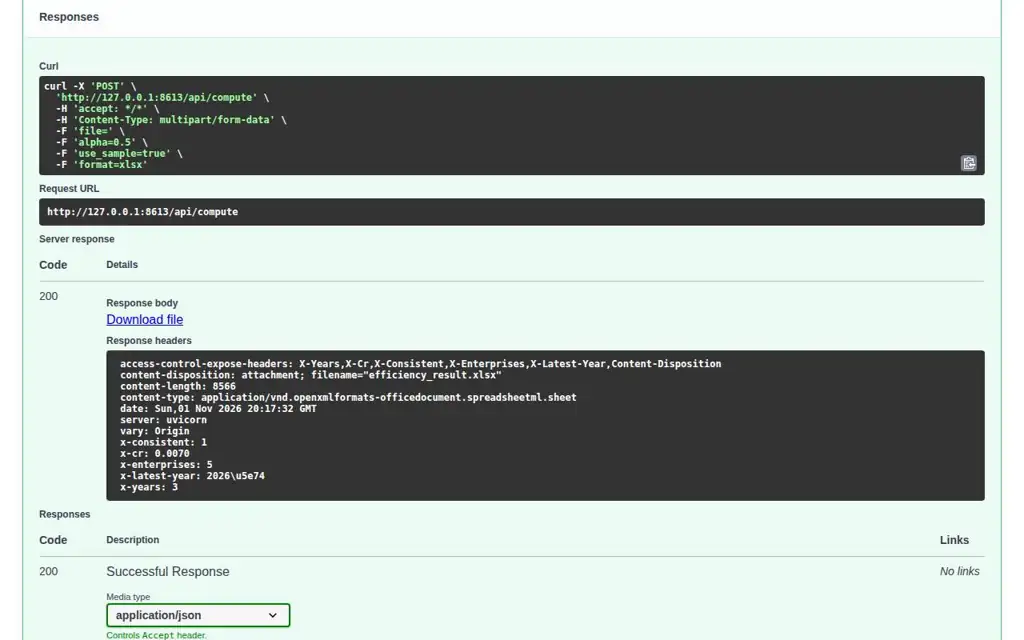 Responses
Curl
curl -X 'POST' \
'http://127.0.0.1:8613/api/compute' \
-H 'accept: */*' \
-H 'Content-Type: multipart/form-data' \
-F 'file=' \
-F 'alpha=0.5' \
-F 'use_sample=true' \
-F 'format=xlsx'
Request URL
http://127.0.0.1:8613/api/compute
Server response
Code Details
200
Response body
Download file
Response headers
access-control-expose-headers: X-Years,X-Cr,X-Consistent,X-Enterprises,X-Latest-Year,Content-Disposition
content-disposition: attachment; filename="efficiency_result.xlsx"
content-length: 8566
content-type: application/vnd.openxmlformats-officedocument.spreadsheetml.sheet
date: Sun,01 Nov 2026 20:17:32 GMT
server: uvicorn
vary: Origin
x-consistent: 1
x-cr: 0.0070
x-enterprises: 5
x-latest-year: 2026\u5e74
x-years: 3
Responses
Code Description Links
200 Successful Response No links
Media type
application/json
Controls Accept header.